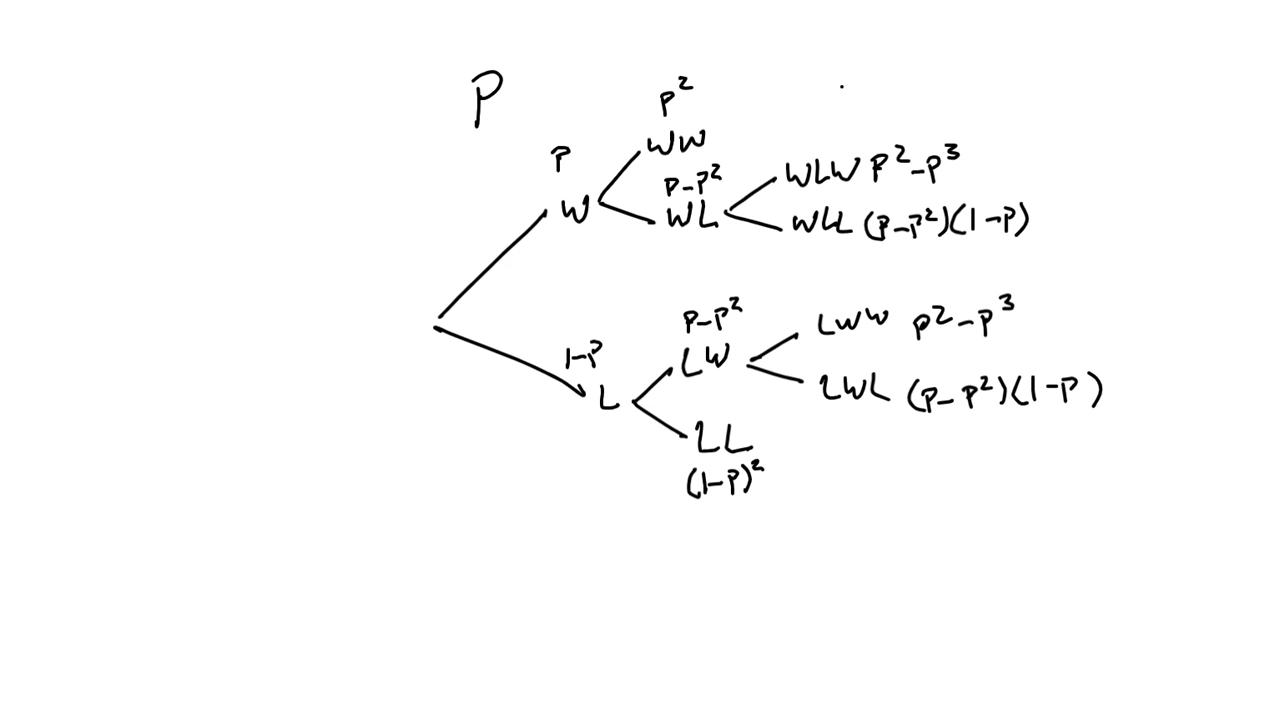 P
p²
P
WW
P-P²
WLW P²-P³
W
WL
WLL (P-P²)(1-P)
P-P²
LWW P²-P³
1-P
LW
L
LWL (P-P²)(1-P)
LL
(1-P)²